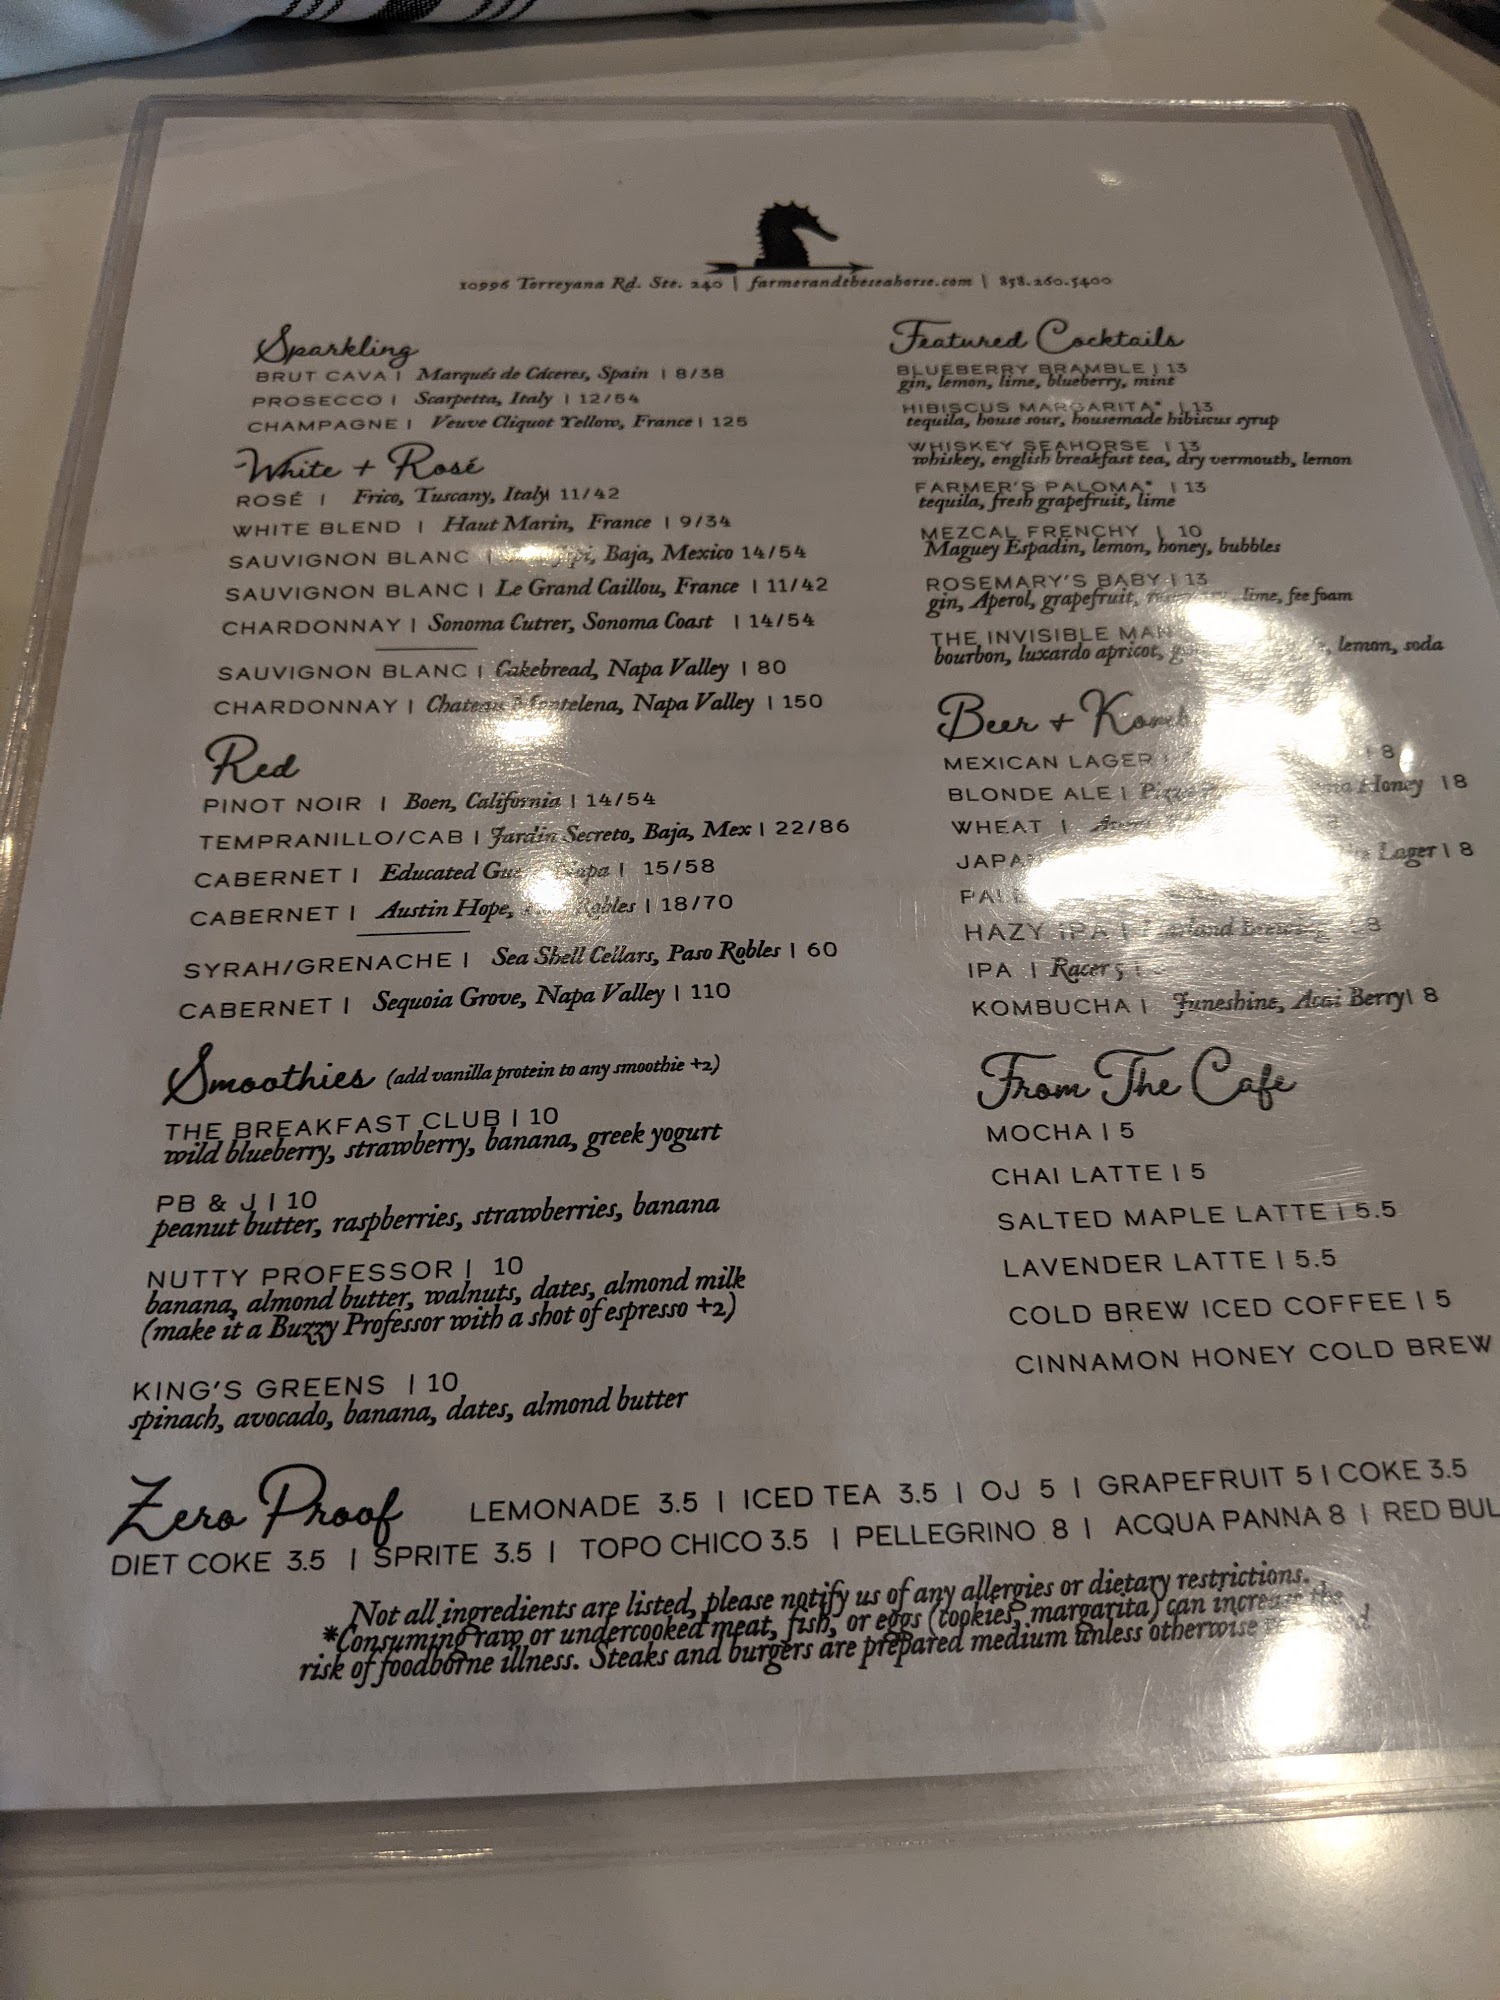 10996 Torreyana Rd. Ste. 240 | farmerandtheseahorse.com | 858.260.5400
Sparkling
BRUT CAVA | Marqués de Cáceres, Spain | 8/38
PROSECCO | Scarpetta, Italy | 12/54
CHAMPAGNE | Veuve Cliquot Yellow, France | 125
White + Rosé
ROSÉ | Frico, Tuscany, Italy| 11/42
WHITE BLEND | Haut Marin, France | 9/34
SAUVIGNON BLANC | Baja, Mexico 14/54
SAUVIGNON BLANC | Le Grand Caillou, France | 11/42
CHARDONNAY | Sonoma Cutrer, Sonoma Coast | 14/54
SAUVIGNON BLANC | Cakebread, Napa Valley | 80
CHARDONNAY | Chateau Montelena, Napa Valley | 150
Red
PINOT NOIR | Boen, California | 14/54
TEMPRANILLO/CAB | Jardin Secreto, Baja, Mex | 22/86
CABERNET | Educated Napa | 15/58
CABERNET | Austin Hope, Robles | 18/70
SYRAH/GRENACHE | Sea Shell Cellars, Paso Robles | 60
CABERNET | Sequoia Grove, Napa Valley | 110
Smoothies (add vanilla protein to any smoothie +2)
THE BREAKFAST CLUB | 10
wild blueberry, strawberry, banana, greek yogurt
PB & J | 10
peanut butter, raspberries, strawberries, banana
NUTTY PROFESSOR | 10
banana, almond butter, walnuts, dates, almond milk
(make it a Buzzy Professor with a shot of espresso +2)
KING'S GREENS | 10
spinach, avocado, banana, dates, almond butter
Featured Cocktails
BLUEBERRY BRAMBLE | 13
gin, lemon, lime, blueberry, mint
HIBISCUS MARGARITA* | 13
tequila, house sour, housemade hibiscus syrup
WHISKEY SEAHORSE | 13
whiskey, english breakfast tea, dry vermouth, lemon
FARMER'S PALOMA* | 13
tequila, fresh grapefruit, lime
MEZCAL FRENCHY | 10
Maguey Espadin, lemon, honey, bubbles
ROSEMARY'S BABY | 13
gin, Aperol, grapefruit, lime, fee foam
THE INVISIBLE MAN
bourbon, luxardo apricot, lemon, soda
Beer +
MEXICAN LAGER | | 8
BLONDE ALE | Honey | 8
WHEAT |
Lager | 8
HAZY IPA | 8
IPA | Racer 5 |
KOMBUCHA | Juneshine, Acai Berry| 8
From The Cafe
MOCHA | 5
CHAI LATTE | 5
SALTED MAPLE LATTE | 5.5
LAVENDER LATTE | 5.5
COLD BREW ICED COFFEE | 5
CINNAMON HONEY COLD BREW
Zero Proof LEMONADE 3.5 | ICED TEA 3.5 | OJ 5 | GRAPEFRUIT 5 | COKE 3.5
DIET COKE 3.5 | SPRITE 3.5 | TOPO CHICO 3.5 | PELLEGRINO 8 | ACQUA PANNA 8 | RED BUL
Not all ingredients are listed, please notify us of any allergies or dietary restrictions.
*Consuming raw or undercooked meat, fish, or eggs (cookies, margarita) can increase the
risk of foodborne illness. Steaks and burgers are prepared medium unless otherwise